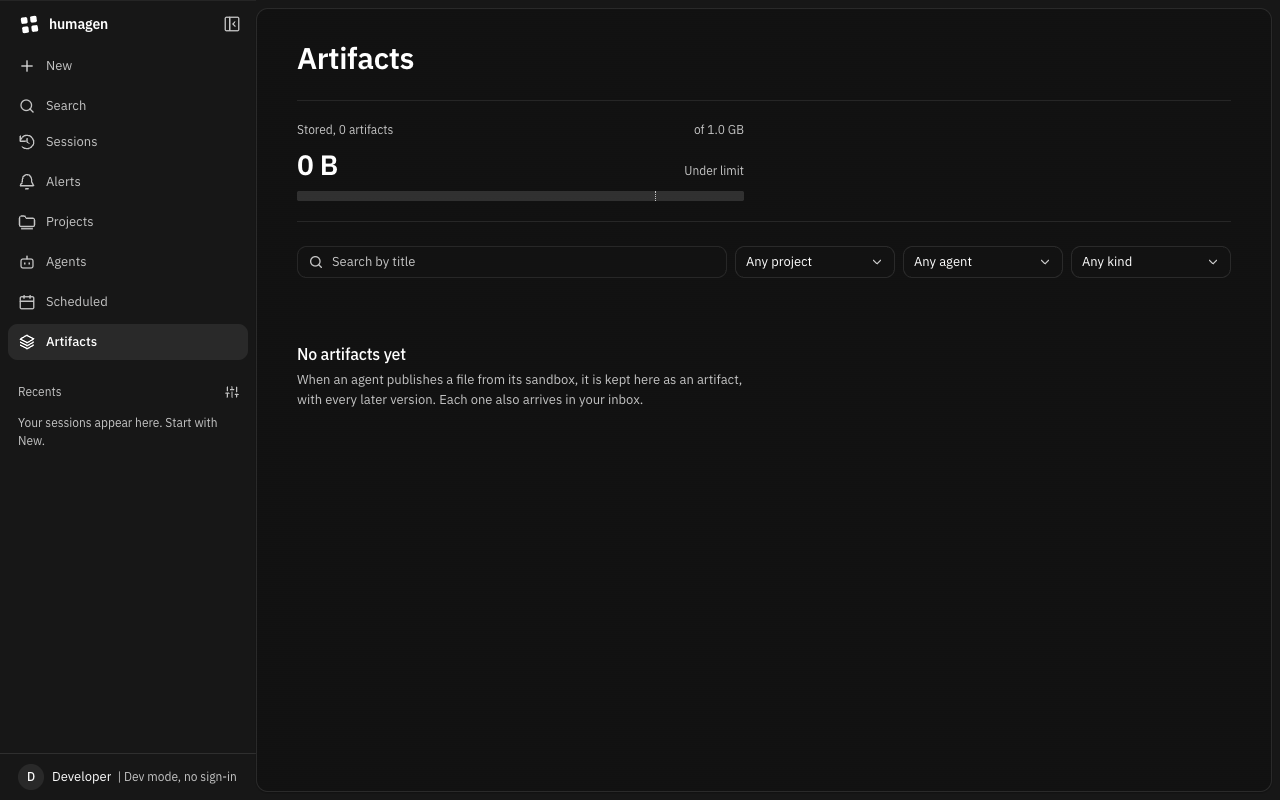 humagen
New
Search
Sessions
Alerts
Projects
Agents
Scheduled
Artifacts
Recents
Your sessions appear here. Start with
New.
D Developer | Dev mode, no sign-in
Artifacts
Stored, 0 artifacts of 1.0 GB
0 B Under limit
Search by title Any project Any agent Any kind
No artifacts yet
When an agent publishes a file from its sandbox, it is kept here as an artifact,
with every later version. Each one also arrives in your inbox.